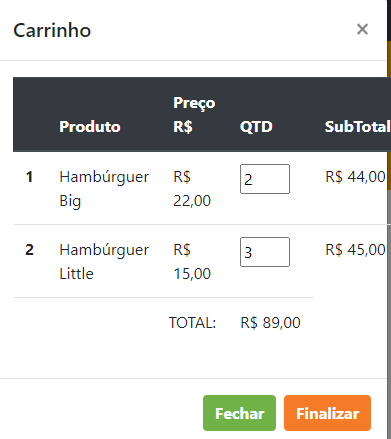 Carrinho ×
Preço
Produto R$ QTD SubTotal
1 Hambúrguer R$ 2 R$ 44,00
Big 22,00
2 Hambúrguer R$ 3 R$ 45,00
Little 15,00
TOTAL: R$ 89,00
Fechar Finalizar